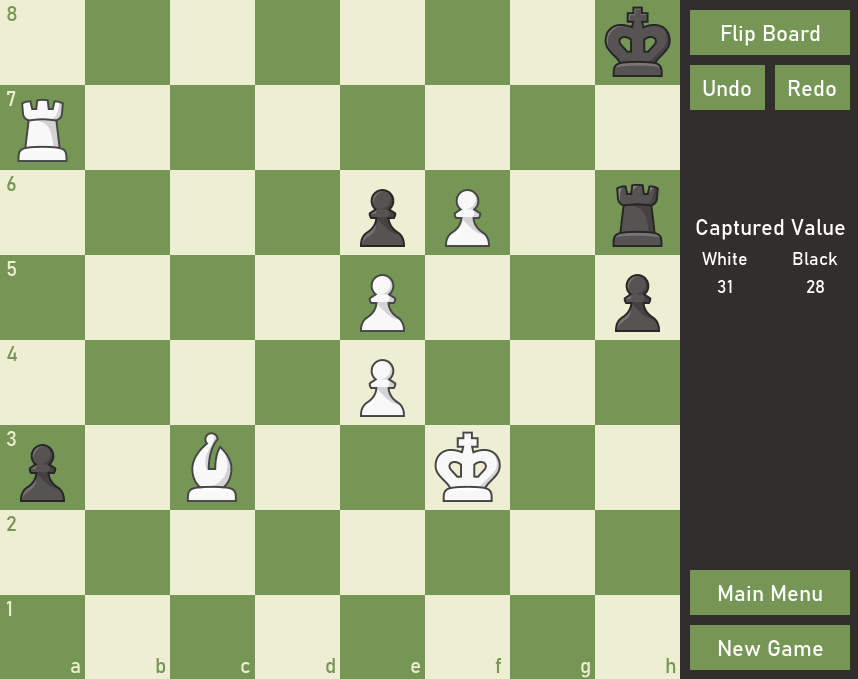 8
7
6
5
4
3
2
1
a b c d e f g h
Flip Board
Undo Redo
Captured Value
White Black
31 28
Main Menu
New Game